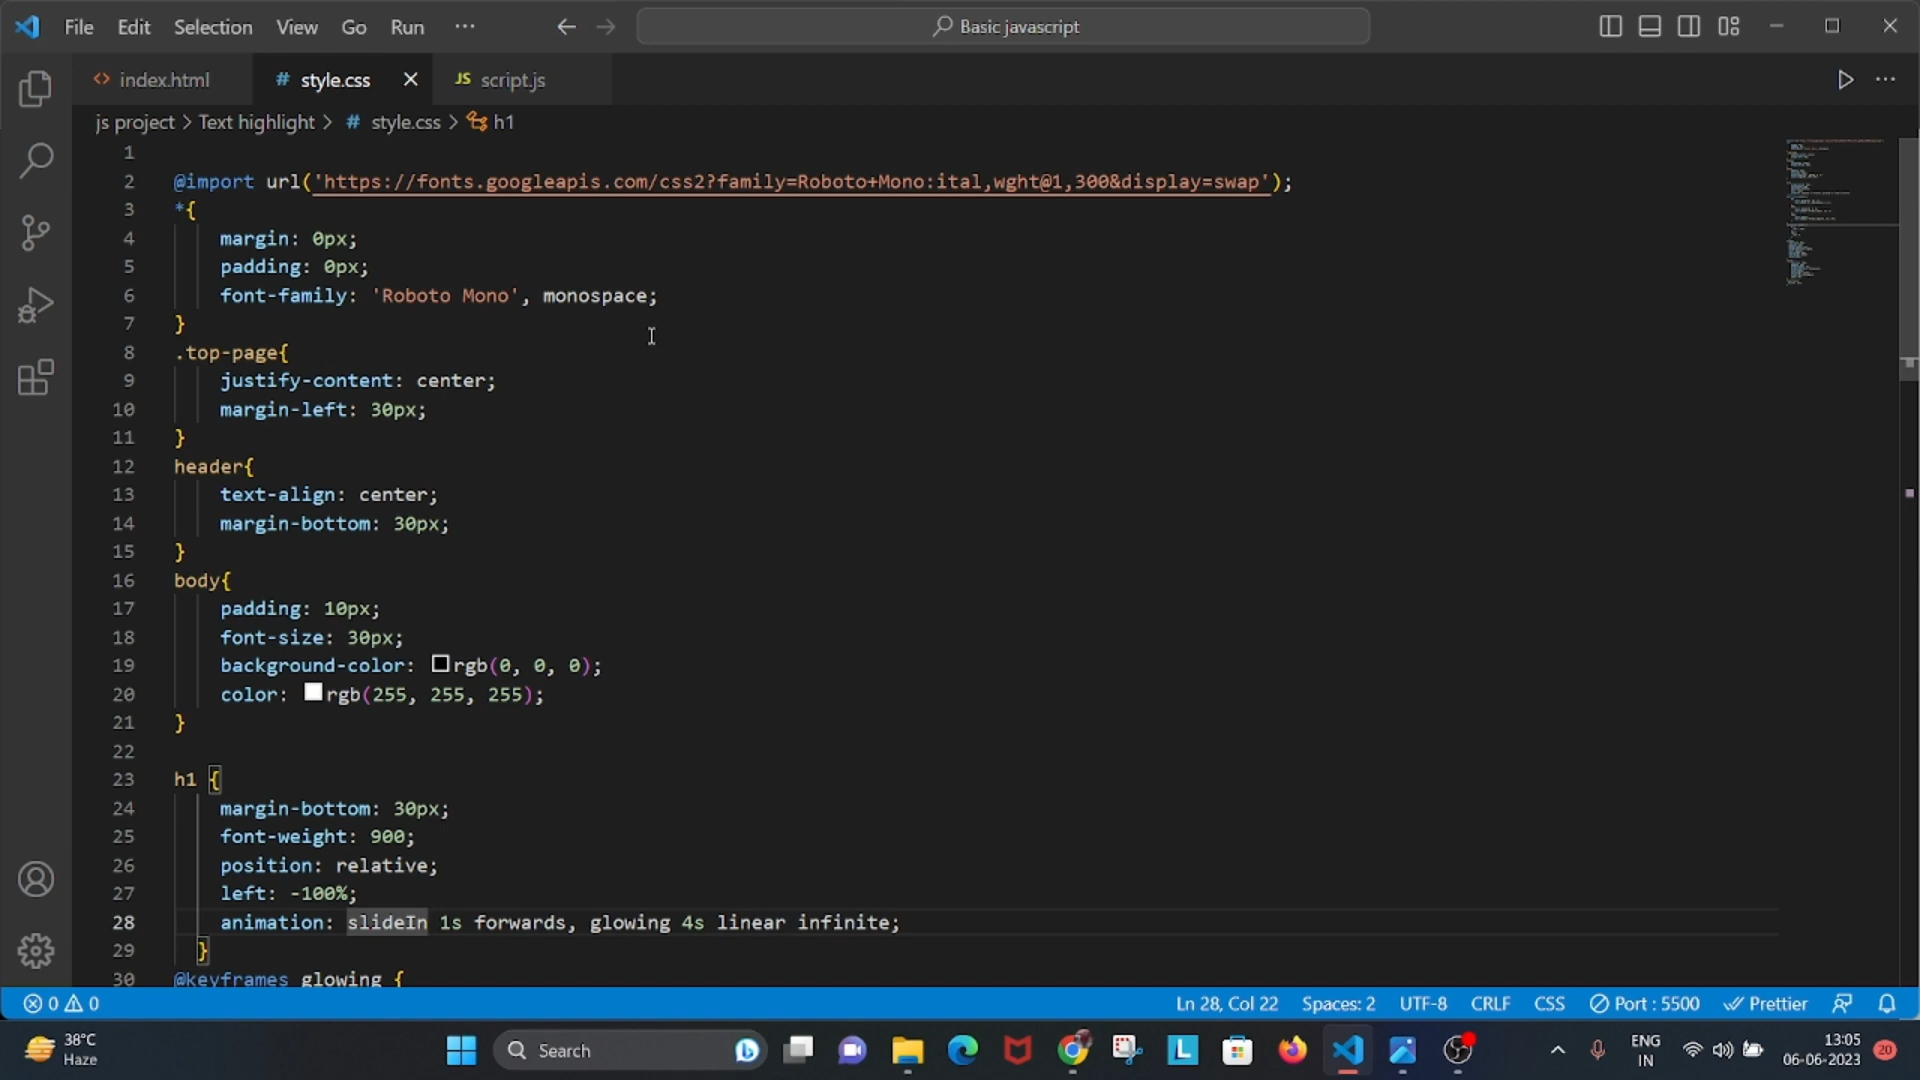 File Edit Selection View Go Run ··· Basic javascript
index.html # style.css JS script.js
js project > Text highlight > # style.css > h1
1
2 @import url('https://fonts.googleapis.com/css2?family=Roboto+Mono:ital,wght@1,300&display=swap');
3 *{
4 margin: 0px;
5 padding: 0px;
6 font-family: 'Roboto Mono', monospace;
7 }
8 .top-page{
9 justify-content: center;
10 margin-left: 30px;
11 }
12 header{
13 text-align: center;
14 margin-bottom: 30px;
15 }
16 body{
17 padding: 10px;
18 font-size: 30px;
19 background-color: rgb(0, 0, 0);
20 color: rgb(255, 255, 255);
21 }
22
23 h1 {
24 margin-bottom: 30px;
25 font-weight: 900;
26 position: relative;
27 left: -100%;
28 animation: slideIn 1s forwards, glowing 4s linear infinite;
29 }
30 @keyframes glowing {
0 0 Ln 28, Col 22 Spaces: 2 UTF-8 CRLF CSS Port : 5500 Prettier
38°C
Haze
Search
L
ENG
IN
13:05
06-06-2023
20